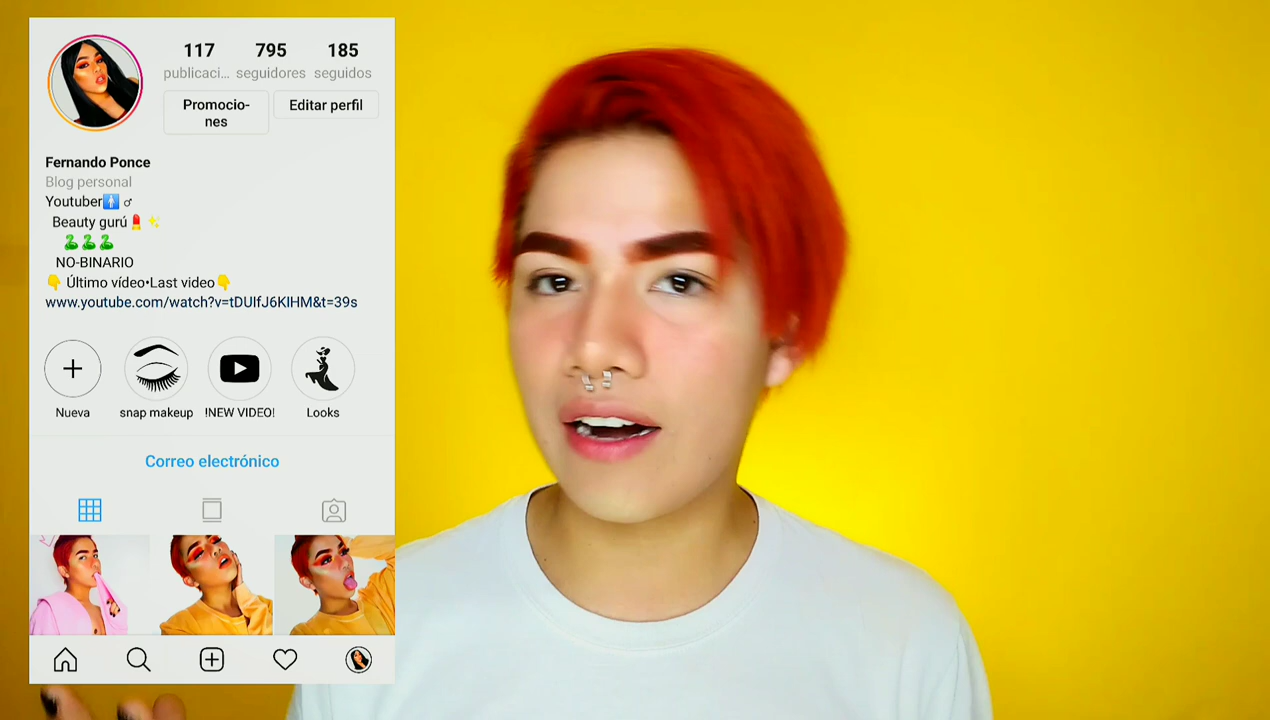 117 795 185
publicaci... seguidores seguidos
Promocio-
nes
Editar perfil
Fernando Ponce
Blog personal
Youtuber🚺♂
Beauty gurú💄✨
🐍🐍🐍
NO-BINARIO
👇 Último vídeo•Last video👇
www.youtube.com/watch?v=tDUIfJ6KIHM&t=39s
Nueva snap makeup !NEW VIDEO! Looks
Correo electrónico